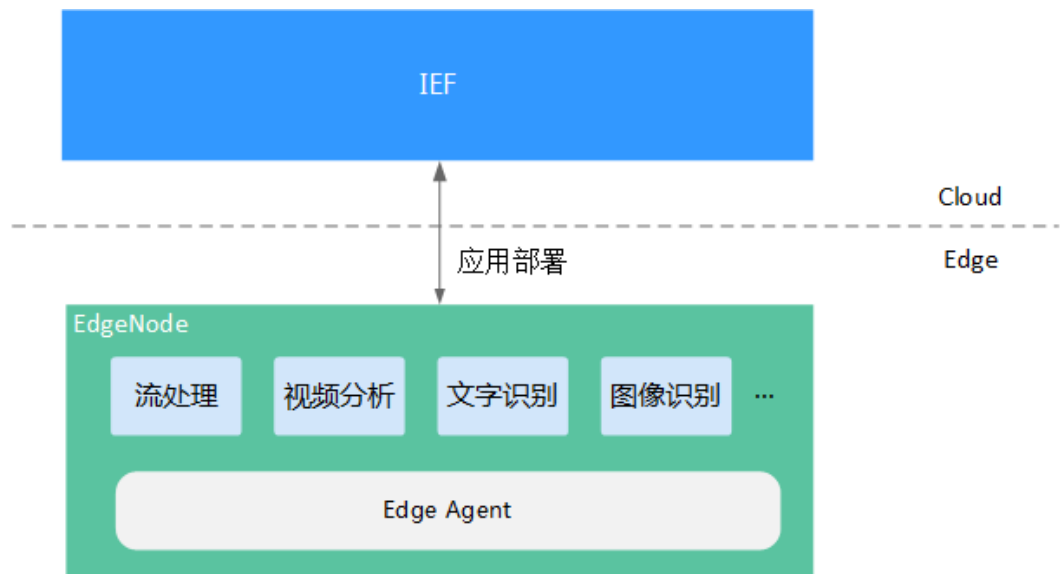 IEF
Cloud
应用部署
Edge
EdgeNode
流处理
视频分析
文字识别
图像识别
...
Edge Agent